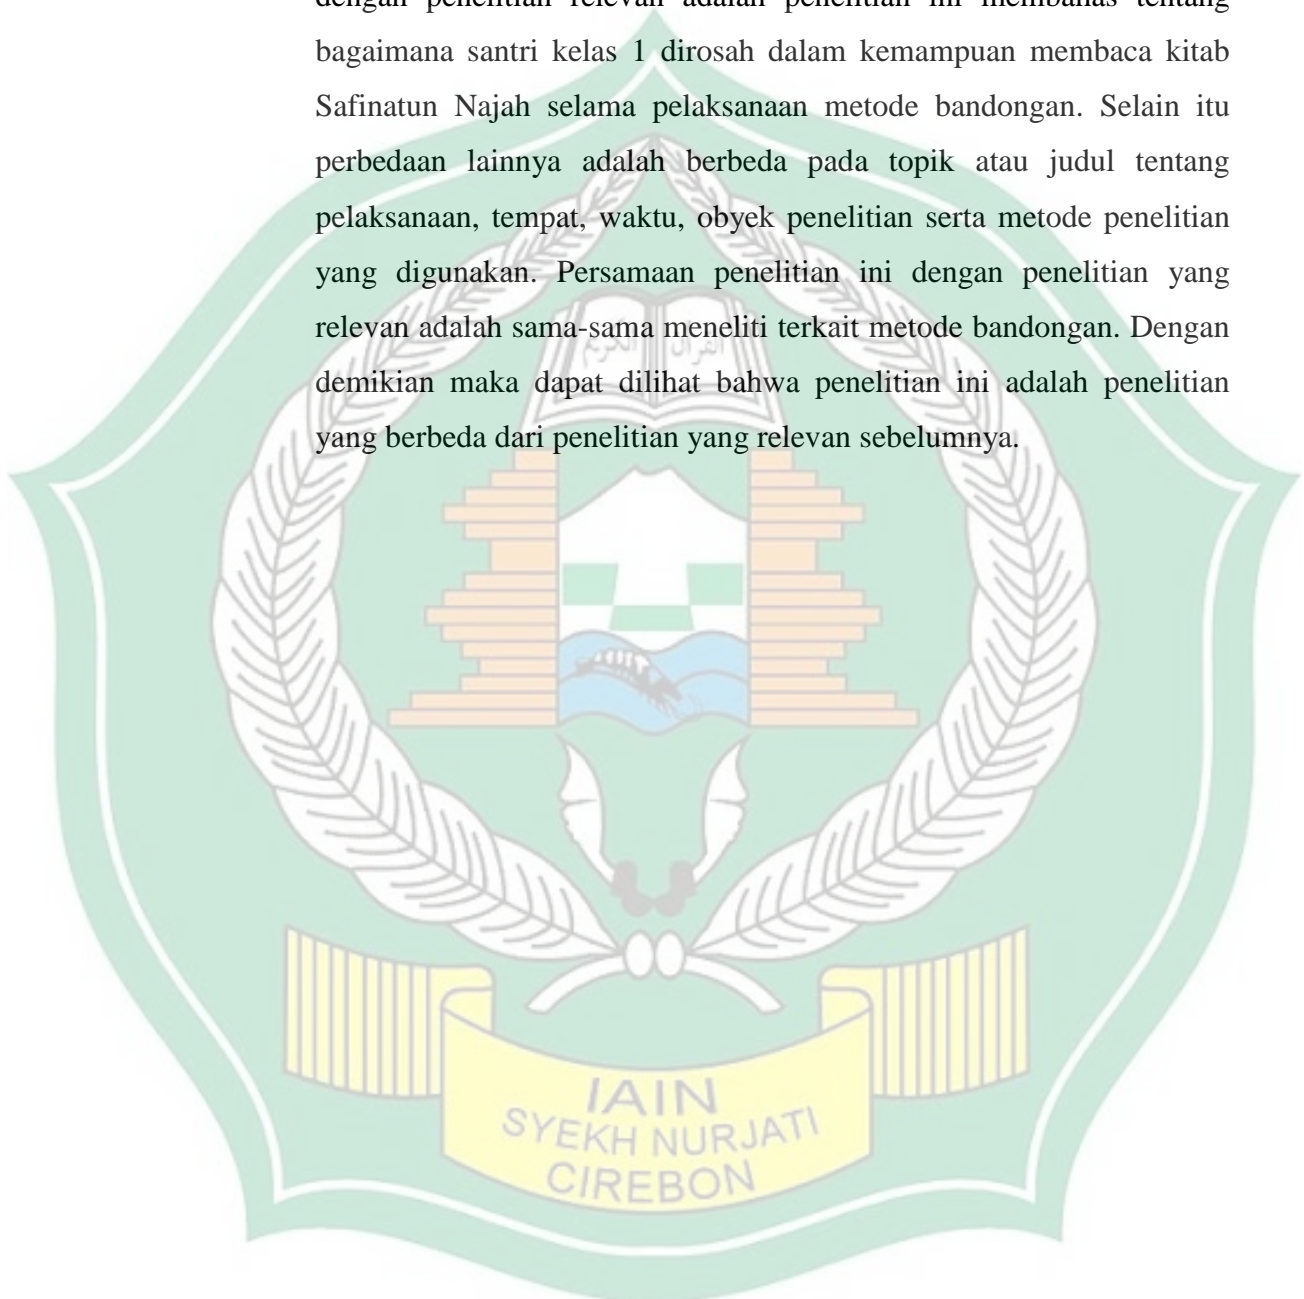 dengan penelitian relevan adalah penelitian ini membahas tentang
bagaimana santri kelas 1 dirosah dalam kemampuan membaca kitab
Safinatun Najah selama pelaksanaan metode bandongan. Selain itu
perbedaan lainnya adalah berbeda pada topik atau judul tentang
pelaksanaan, tempat, waktu, obyek penelitian serta metode penelitian
yang digunakan. Persamaan penelitian ini dengan penelitian yang
relevan adalah sama-sama meneliti terkait metode bandongan. Dengan
demikian maka dapat dilihat bahwa penelitian ini adalah penelitian
yang berbeda dari penelitian yang relevan sebelumnya.
القرآن الكريم
IAIN
SYEKH NURJATI
CIREBON